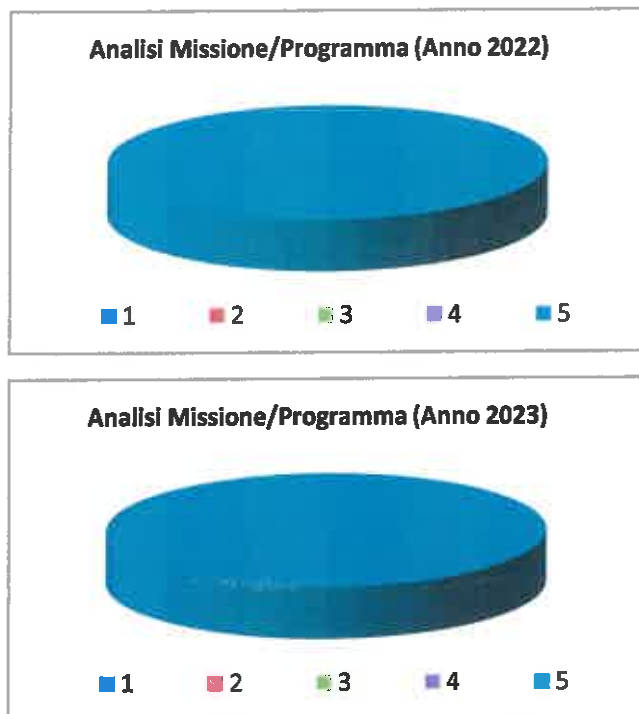 Analisi Missione/Programma (Anno 2022)
1 2 3 4 5
Analisi Missione/Programma (Anno 2023)
1 2 3 4 5